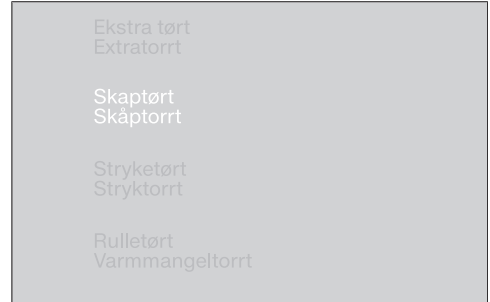 Ekstra tørt
Extratorrt
Skaptørt
Skåptorrt
Stryketørt
Stryktorrt
Rulletørt
Varmmangeltorrt